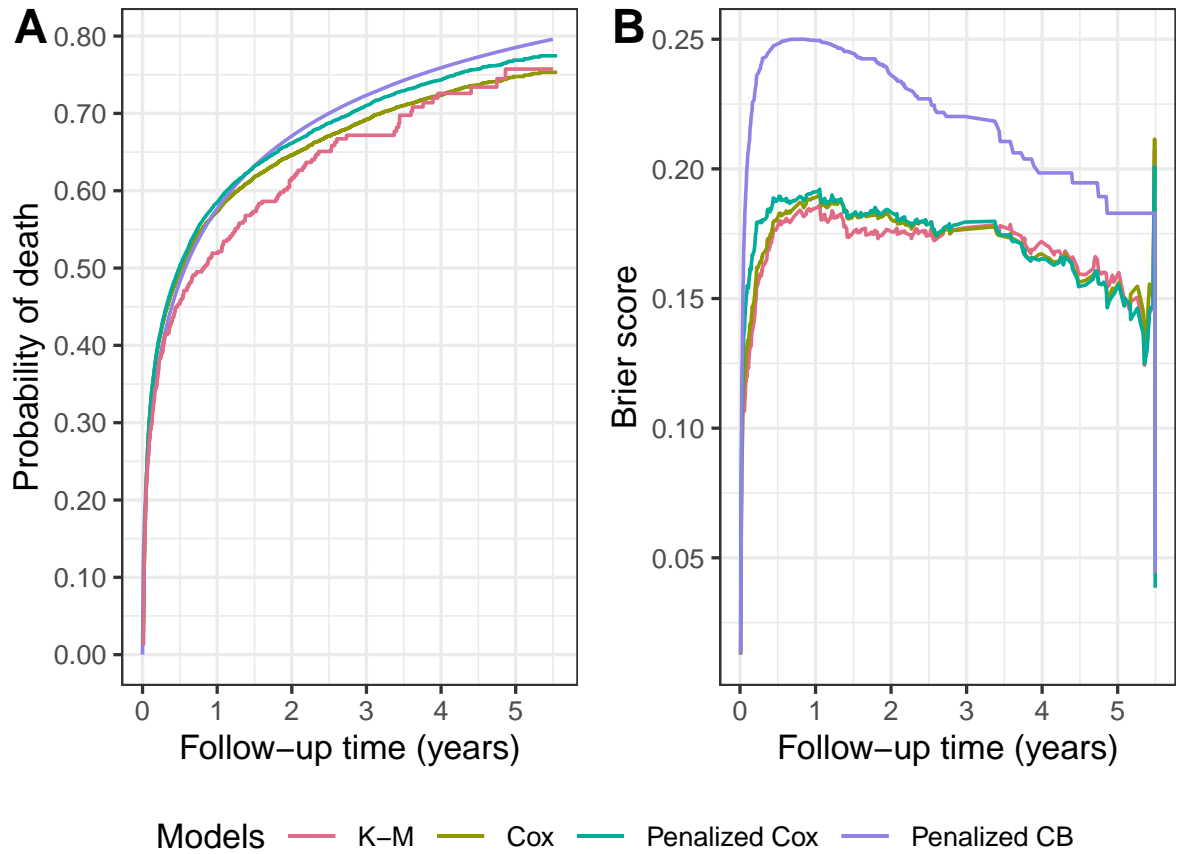 A
0.80
0.70
0.60
0.50
0.40
0.30
0.20
0.10
0.00
Probability of death
0 1 2 3 4 5
Follow−up time (years)
B
0.25
0.20
0.15
0.10
0.05
Brier score
0 1 2 3 4 5
Follow−up time (years)
Models K−M Cox Penalized Cox Penalized CB